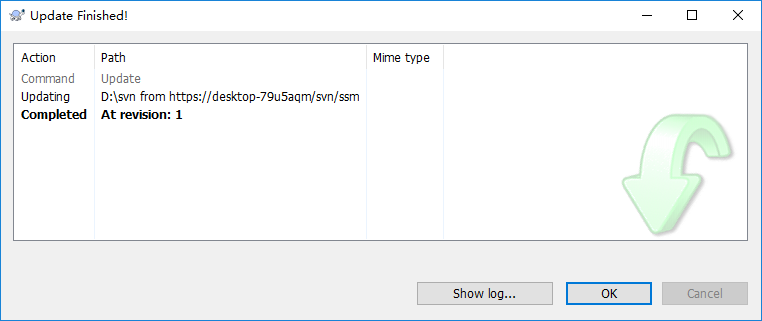 Update Finished!
Action Path Mime type
Command Update
Updating D:\svn from https://desktop-79u5aqm/svn/ssm
Completed At revision: 1
Show log... OK Cancel